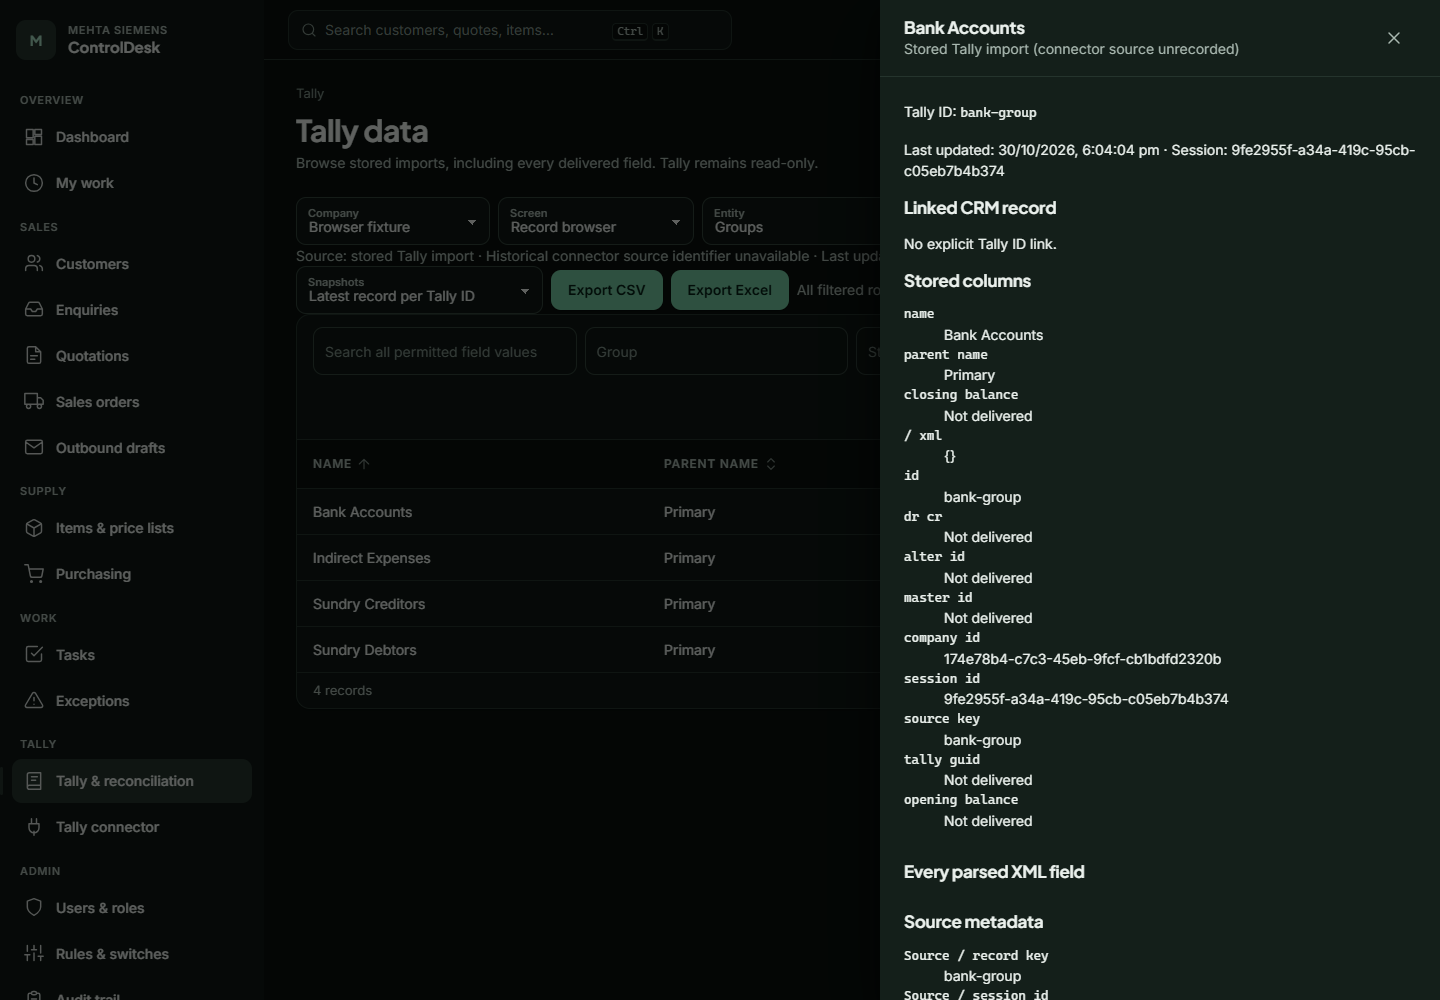 M
MEHTA SIEMENS
ControlDesk
OVERVIEW
Dashboard
My work
SALES
Customers
Enquiries
Quotations
Sales orders
Outbound drafts
SUPPLY
Items & price lists
Purchasing
WORK
Tasks
Exceptions
TALLY
Tally & reconciliation
Tally connector
ADMIN
Users & roles
Rules & switches
Audit trail
Search customers, quotes, items... Ctrl K
Tally
Tally data
Browse stored imports, including every delivered field. Tally remains read-only.
Company
Browser fixture
Screen
Record browser
Entity
Groups
Source: stored Tally import · Historical connector source identifier unavailable · Last upda
Snapshots
Latest record per Tally ID
Export CSV
Export Excel
All filtered ro
Search all permitted field values
Group
St
NAME PARENT NAME
Bank Accounts Primary
Indirect Expenses Primary
Sundry Creditors Primary
Sundry Debtors Primary
4 records
Bank Accounts
Stored Tally import (connector source unrecorded)
Tally ID: bank-group
Last updated: 30/10/2026, 6:04:04 pm · Session: 9fe2955f-a34a-419c-95cb-
c05eb7b4b374
Linked CRM record
No explicit Tally ID link.
Stored columns
name
Bank Accounts
parent name
Primary
closing balance
Not delivered
/ xml
{}
id
bank-group
dr cr
Not delivered
alter id
Not delivered
master id
Not delivered
company id
174e78b4-c7c3-45eb-9fcf-cb1bdfd2320b
session id
9fe2955f-a34a-419c-95cb-c05eb7b4b374
source key
bank-group
tally guid
Not delivered
opening balance
Not delivered
Every parsed XML field
Source metadata
Source / record key
bank-group
Source / session id